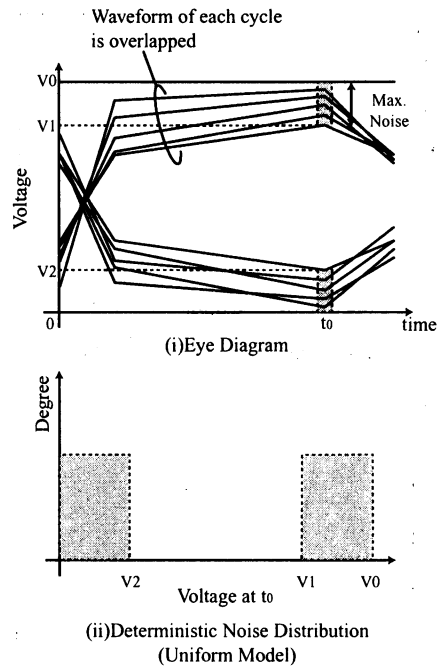 Waveform of each cycle
is overlapped
V0
V1
Max.
Noise
Voltage
V2
0
t0
time
(i)Eye Diagram
Degree
V2
V1
V0
Voltage at t0
(ii)Deterministic Noise Distribution
(Uniform Model)